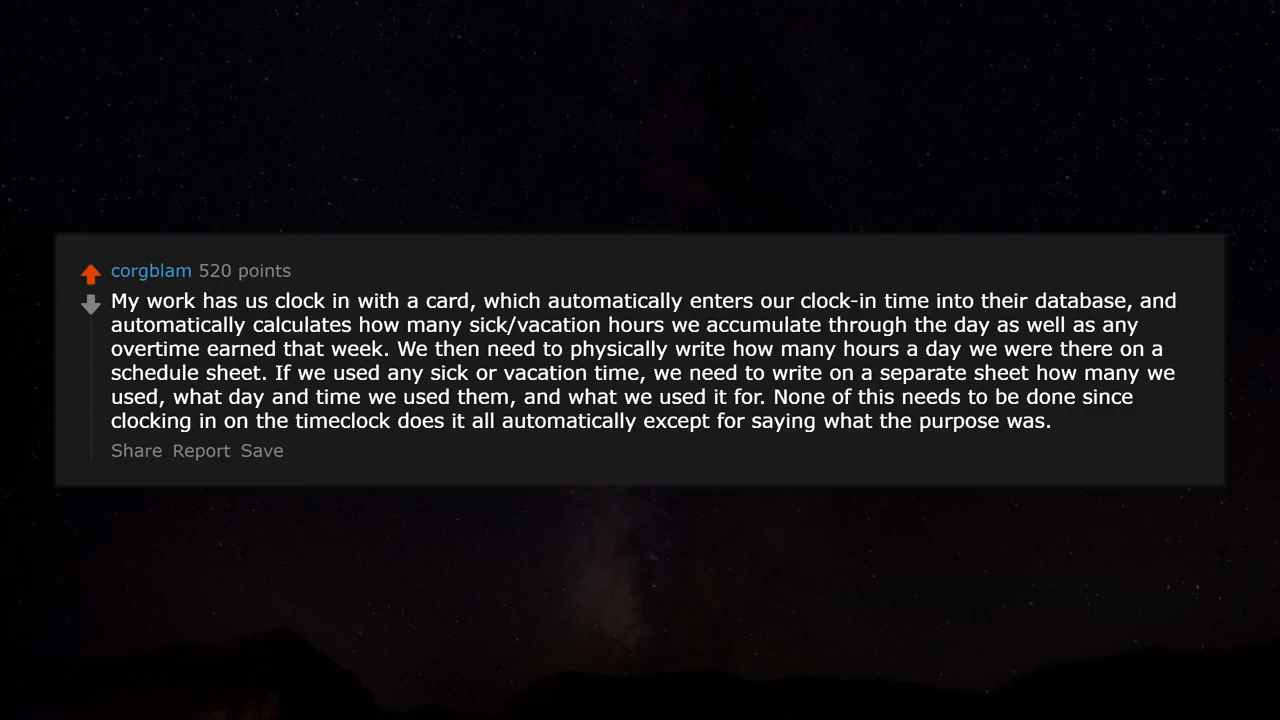 corgblam 520 points
My work has us clock in with a card, which automatically enters our clock-in time into their database, and
automatically calculates how many sick/vacation hours we accumulate through the day as well as any
overtime earned that week. We then need to physically write how many hours a day we were there on a
schedule sheet. If we used any sick or vacation time, we need to write on a separate sheet how many we
used, what day and time we used them, and what we used it for. None of this needs to be done since
clocking in on the timeclock does it all automatically except for saying what the purpose was.
Share Report Save